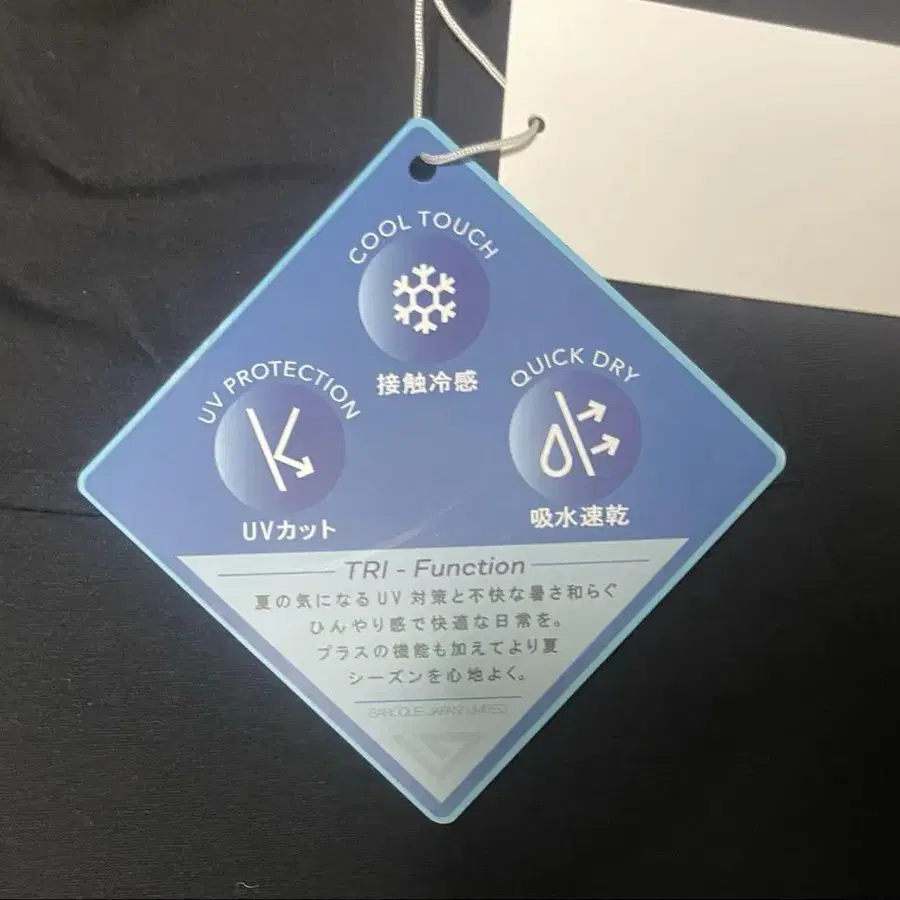 COOL TOUCH
接触冷感
UV PROTECTION
UVカット
QUICK DRY
吸水速乾
TRI - Function
夏の気になるUV対策と不快な暑さ和らぐ
ひんやり感で快適な日常を。
プラスの機能も加えてより夏
シーズンを心地よく。
BAROQUE JAPAN LIMITED